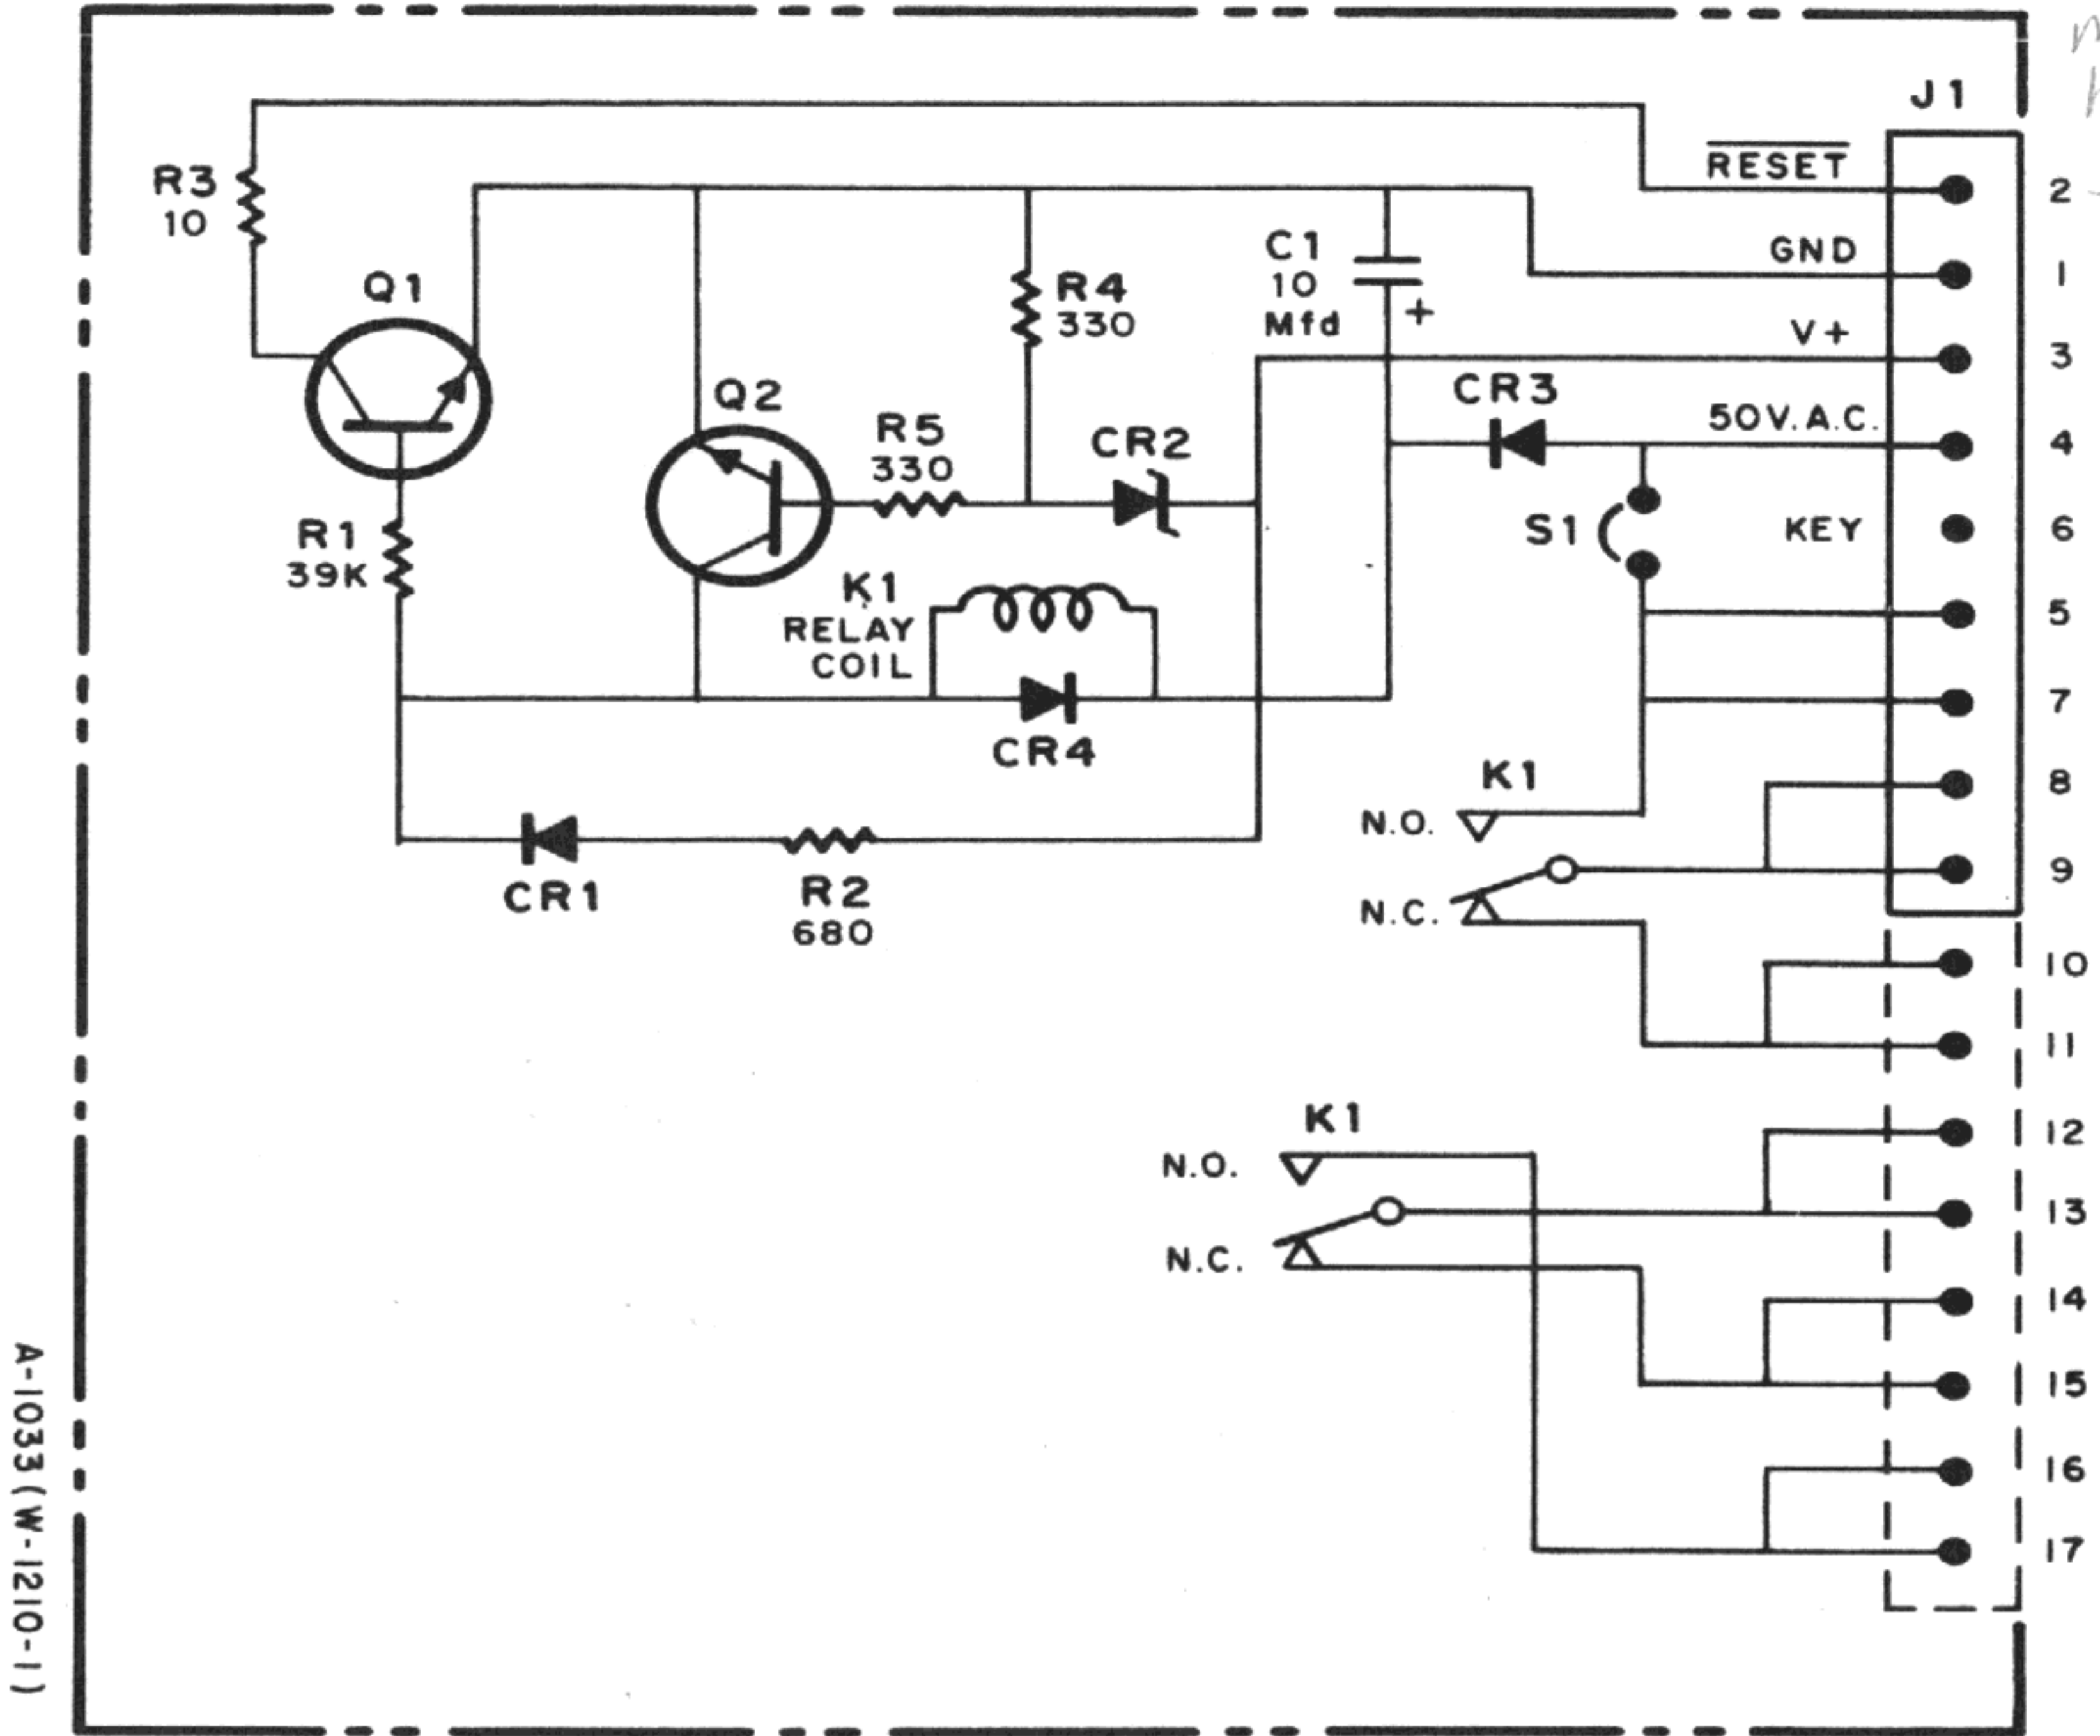 J1
R3
10
RESET
2
GND
1
Q1
C1
10
Mfd
+
R4
330
V+
3
Q2
CR3
50V.A.C.
4
R5
330
CR2
S1
KEY
6
R1
39K
K1
RELAY
COIL
5
7
CR4
K1
8
N.O.
9
CR1
R2
680
N.C.
10
11
K1
12
N.O.
13
N.C.
14
15
16
17
A-1033(W-1210-1)